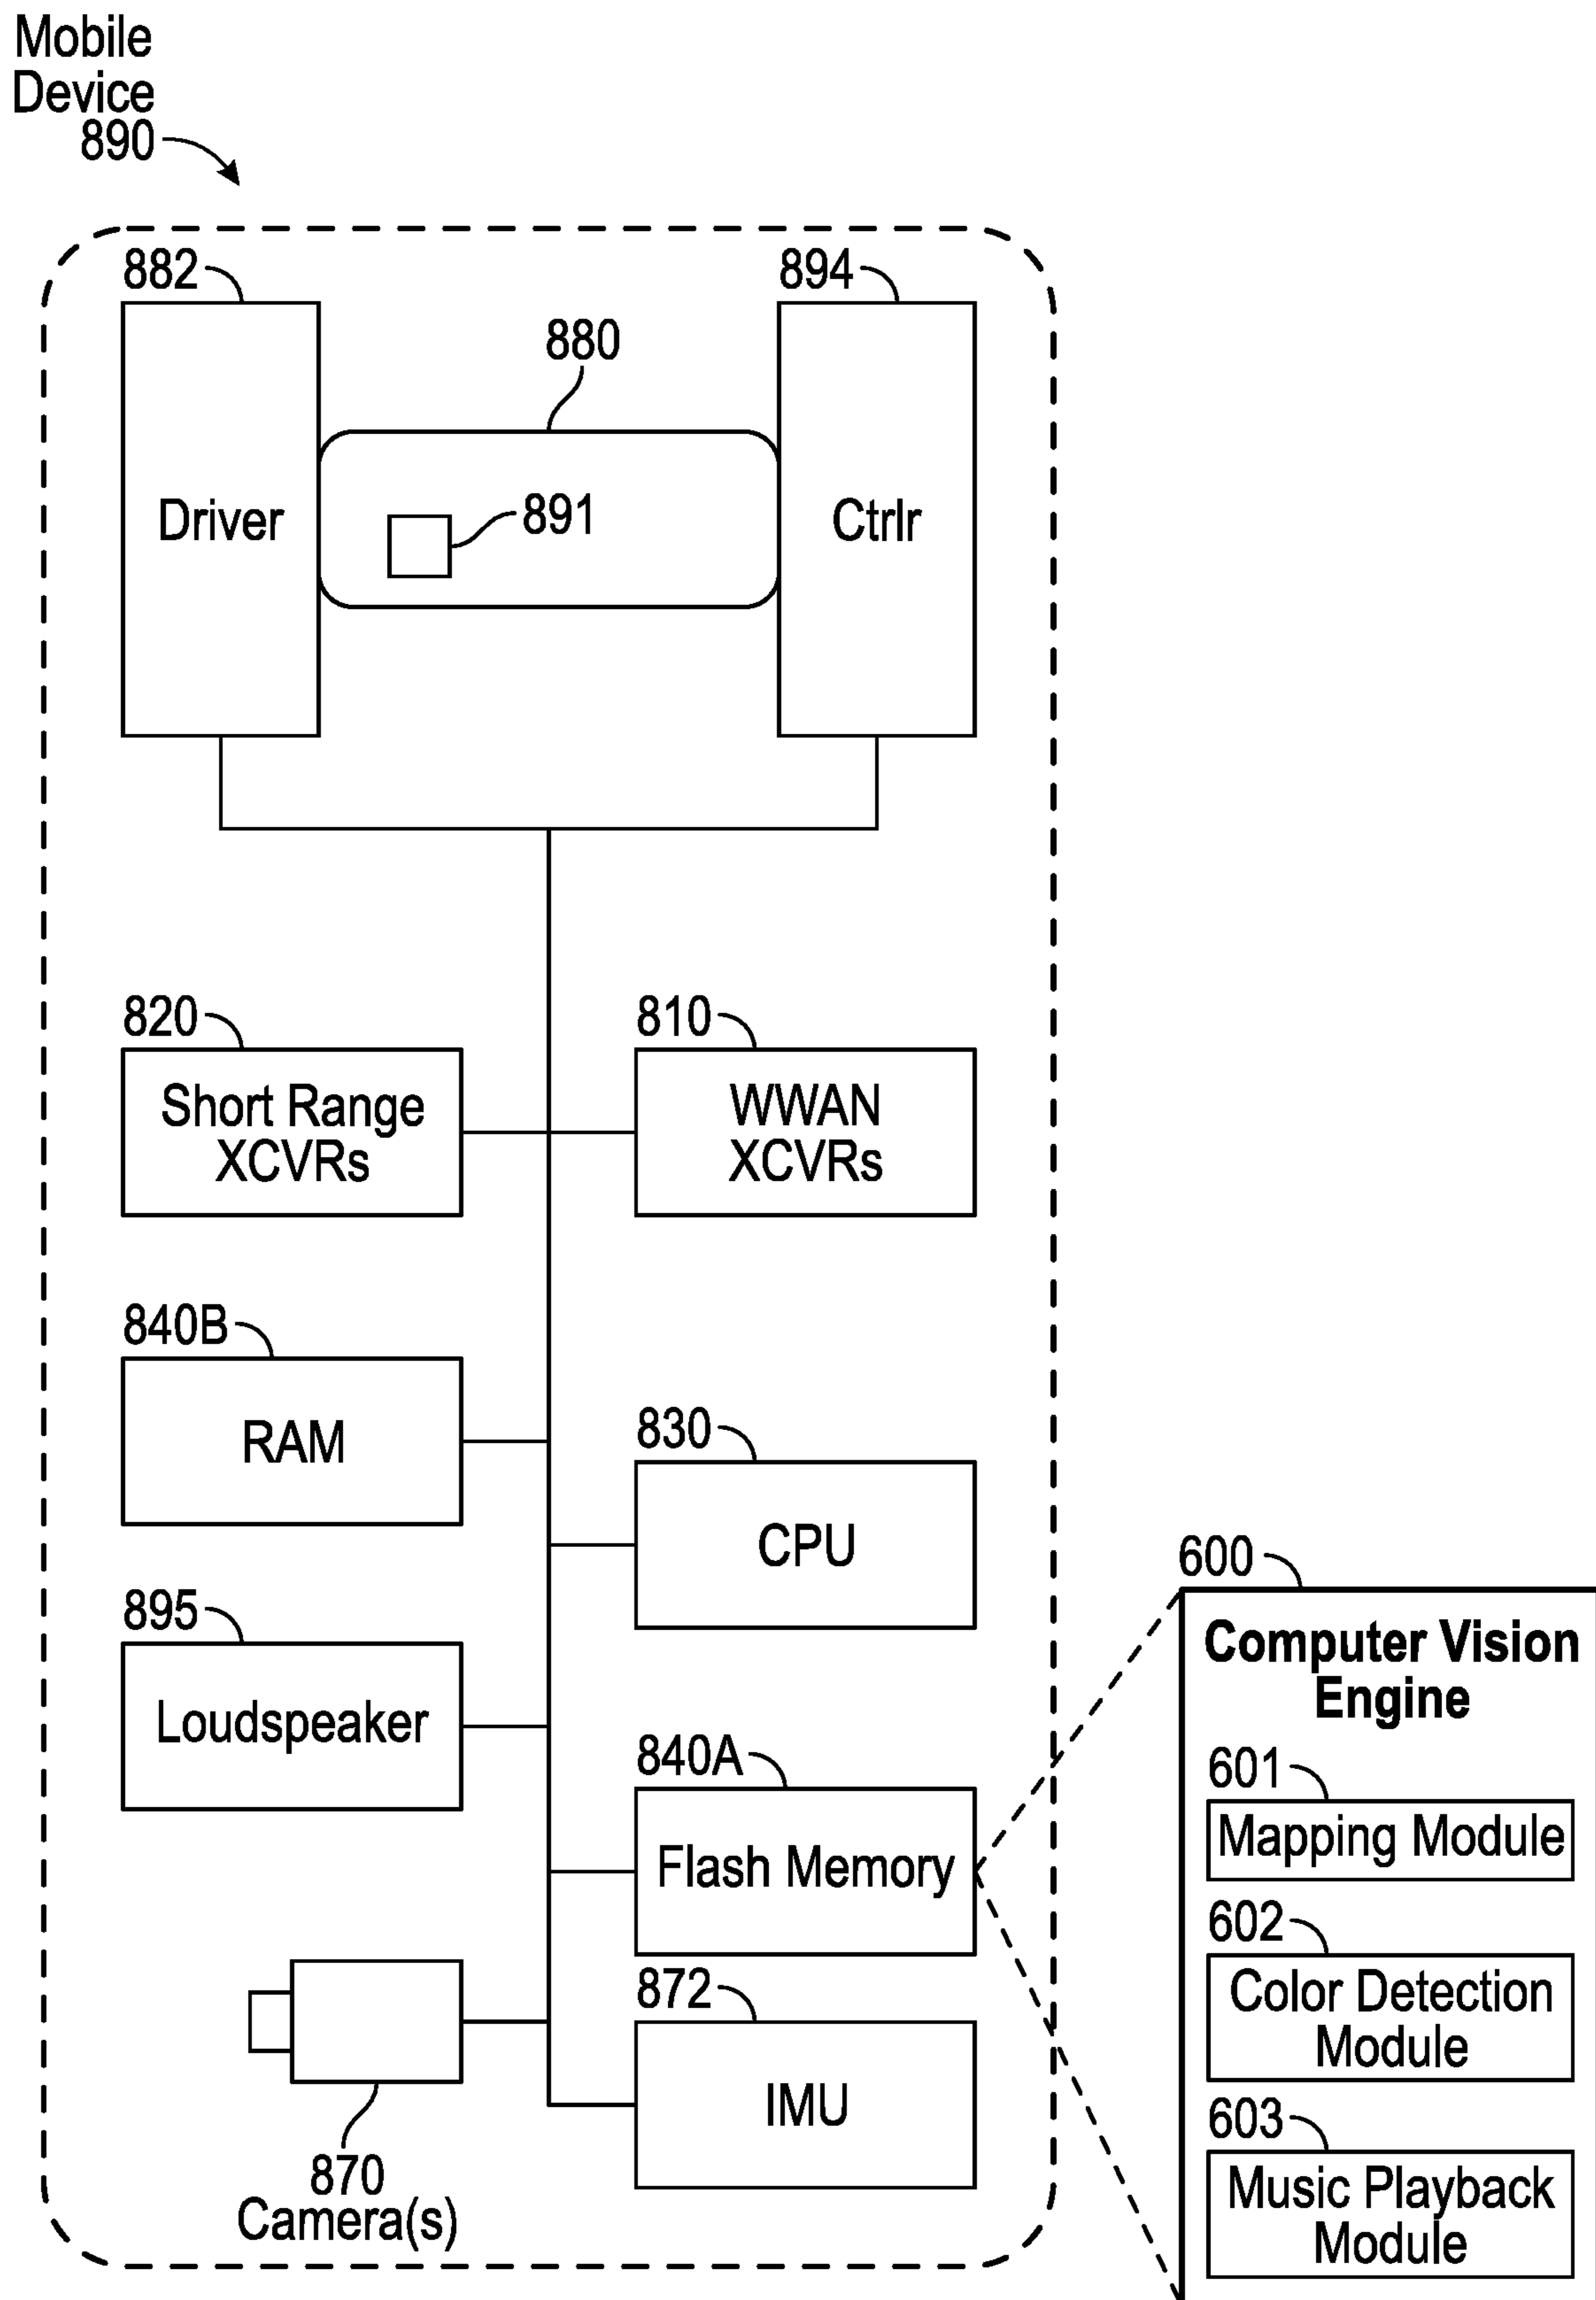 Mobile
Device
890
882
894
880
891
Driver
Ctrlr
820
810
Short Range
XCVRs
WWAN
XCVRs
840B
RAM
830
CPU
895
Loudspeaker
840A
Flash Memory
872
IMU
870
Camera(s)
600
Computer Vision
Engine
601
Mapping Module
602
Color Detection
Module
603
Music Playback
Module